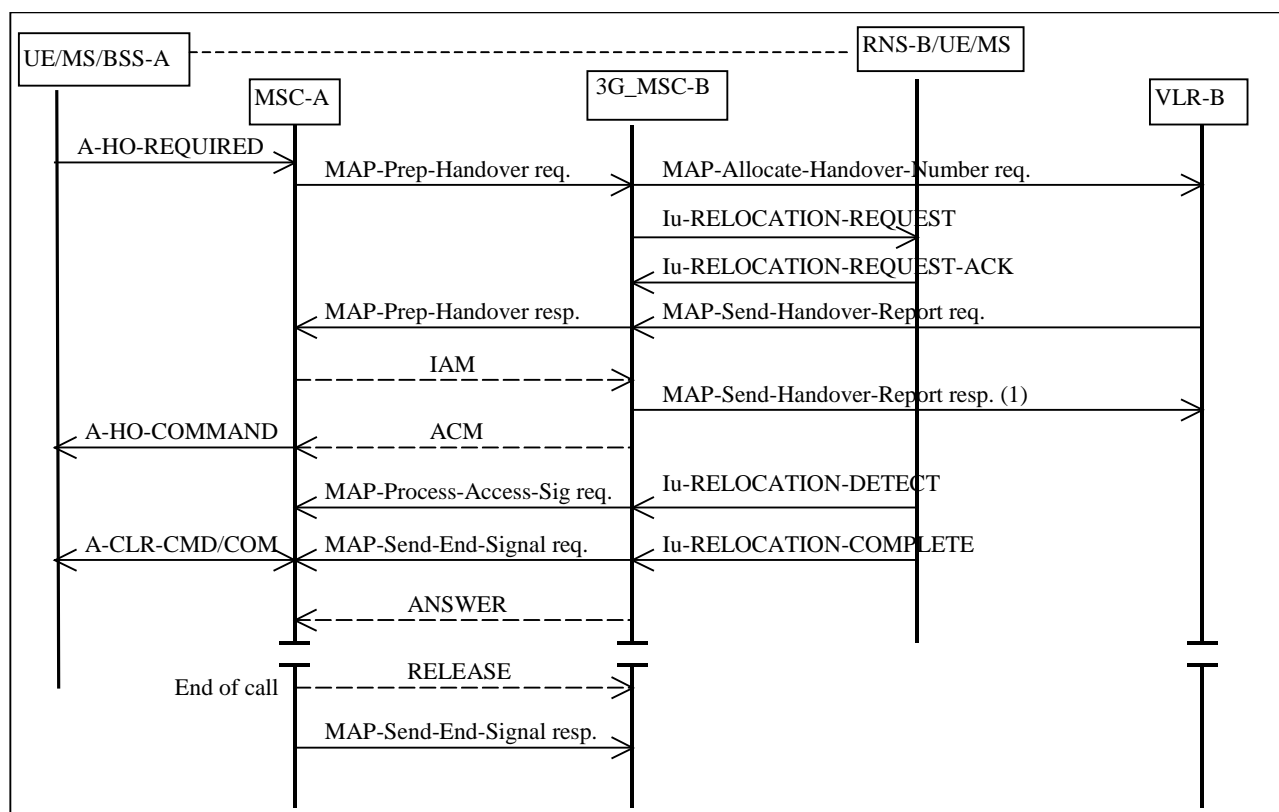 UE/MS/BSS-A
RNS-B/UE/MS
MSC-A
3G_MSC-B
VLR-B
A-HO-REQUIRED
MAP-Prep-Handover req.
MAP-Allocate-Handover-Number req.
Iu-RELOCATION-REQUEST
Iu-RELOCATION-REQUEST-ACK
MAP-Prep-Handover resp.
MAP-Send-Handover-Report req.
IAM
MAP-Send-Handover-Report resp. (1)
A-HO-COMMAND
ACM
MAP-Process-Access-Sig req.
Iu-RELOCATION-DETECT
A-CLR-CMD/COM
MAP-Send-End-Signal req.
Iu-RELOCATION-COMPLETE
ANSWER
End of call
RELEASE
MAP-Send-End-Signal resp.